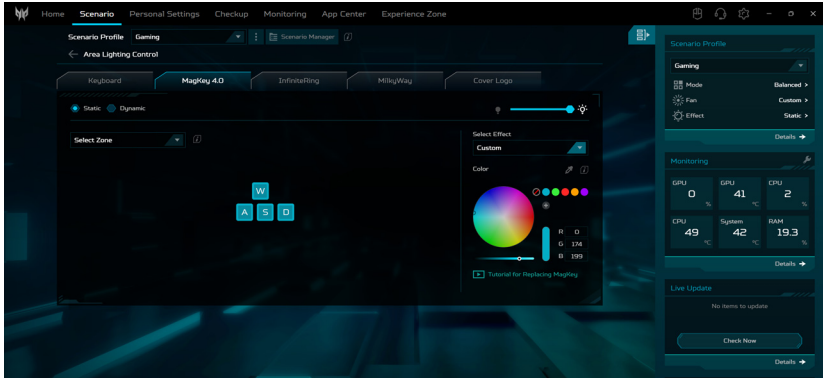 Home Scenario Personal Settings Checkup Monitoring App Center Experience Zone
Scenario Profile Gaming Scenario Manager
Area Lighting Control
Keyboard MagKey 4.0 InfiniteRing MilkyWay Cover Logo
Static Dynamic
Select Zone
W
A S D
Select Effect
Custom
Color
R 0
G 174
B 199
Tutorial for Replacing MagKey
Scenario Profile
Gaming
Mode Balanced >
Fan Custom >
Effect Static >
Details →
Monitoring
GPU GPU CPU
0 % 41 °C 2 %
CPU System RAM
49 °C 42 °C 19.3 %
Details →
Live Update
No items to update
Check Now
Details →